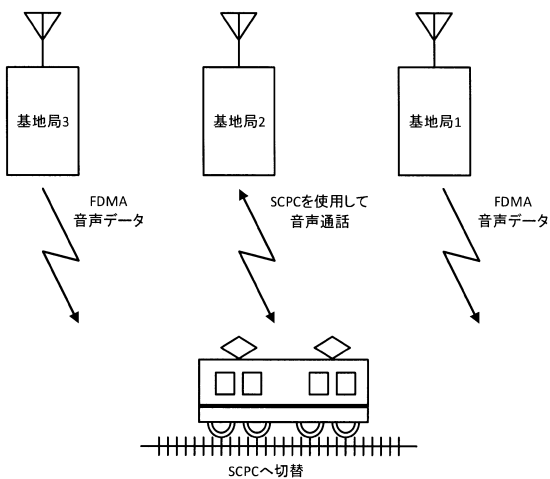 基地局3
基地局2
基地局1
FDMA
音声データ
SCPCを使用して
音声通話
FDMA
音声データ
SCPCへ切替